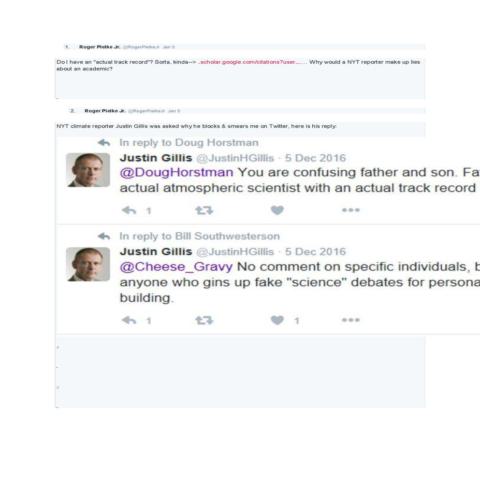 1. Roger Pielke Jr. @RogerPielkeJr Jan 5
Do I have an "actual track record"? Sorta, kinda--> .scholar.google.com/citations?user...... Why would a NYT reporter make up lies
about an academic?
2. Roger Pielke Jr. @RogerPielkeJr Jan 5
NYT climate reporter Justin Gillis was asked why he blocks & smears me on Twitter, here is his reply:
In reply to Doug Horstman
Justin Gillis @JustinHGillis · 5 Dec 2016
@DougHorstman You are confusing father and son. Fa
actual atmospheric scientist with an actual track record
1
In reply to Bill Southwesterson
Justin Gillis @JustinHGillis · 5 Dec 2016
@Cheese_Gravy No comment on specific individuals, b
anyone who gins up fake "science" debates for persona
building.
1 1